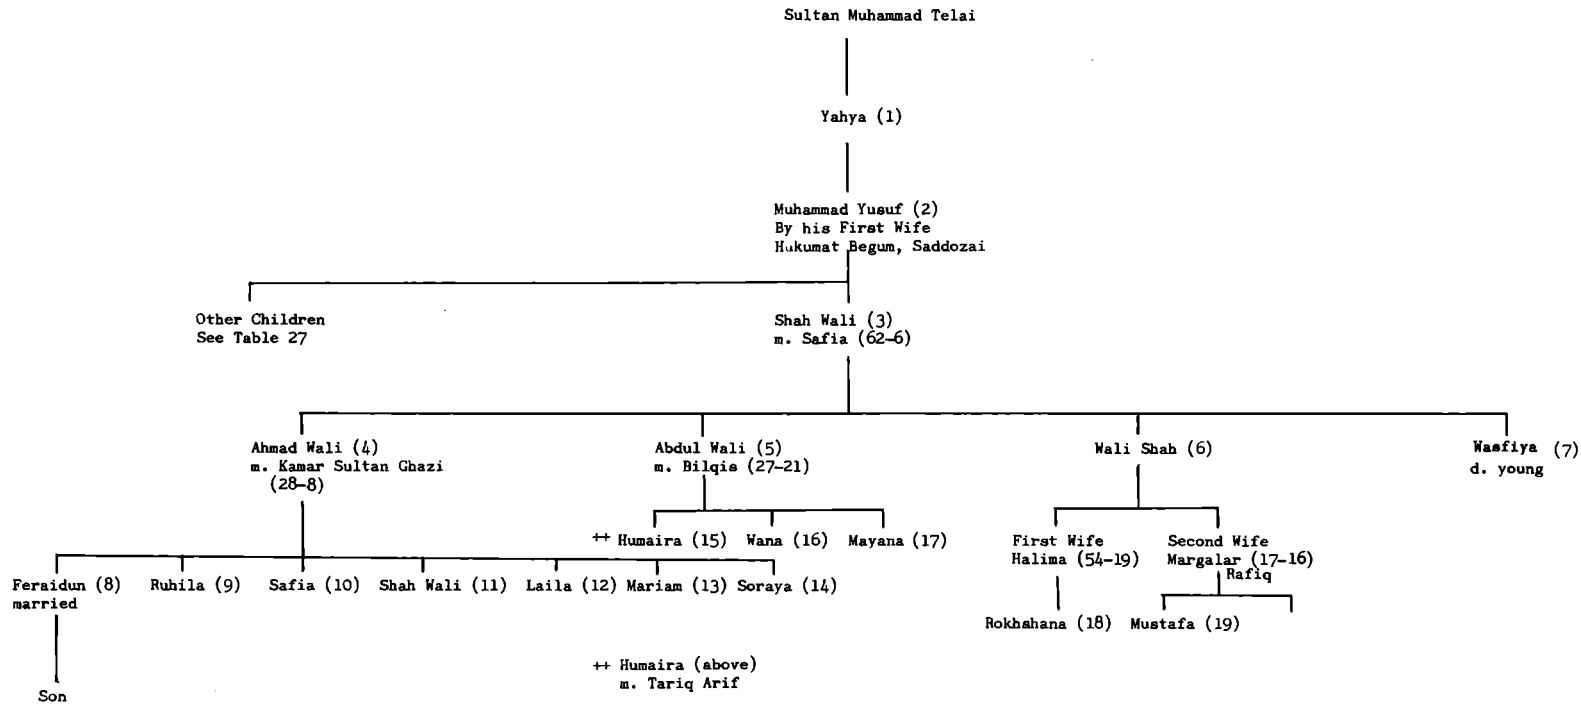 Sultan Muhammad Telai
Yahya (1)
Muhammad Yusuf (2)
By his First Wife
Hukumat Begum, Saddozai
Other Children
See Table 27
Shah Wali (3)
m. Safia (62-6)
Ahmad Wali (4)
m. Kamar Sultan Ghazi
(28-8)
Abdul Wali (5)
m. Bilqis (27-21)
Wali Shah (6)
Wasfiya (7)
d. young
++ Humaira (15)
Wana (16)
Mayana (17)
First Wife
Halima (54-19)
Second Wife
Margalar (17-16)
Rafiq
Feraidun (8)
married
Ruhila (9)
Safia (10)
Shah Wali (11)
Laila (12)
Mariam (13)
Soraya (14)
Rokhshana (18)
Mustafa (19)
Son
++ Humaira (above)
m. Tariq Arif